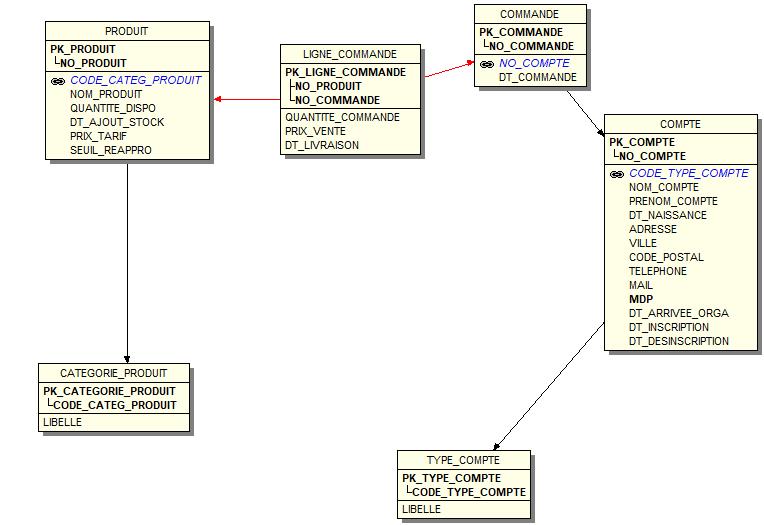 PRODUIT
PK_PRODUIT
NO_PRODUIT
CODE_CATEG_PRODUIT
NOM_PRODUIT
QUANTITE_DISPO
DT_AJOUT_STOCK
PRIX_TARIF
SEUIL_REAPPRO
LIGNE_COMMANDE
PK_LIGNE_COMMANDE
NO_PRODUIT
NO_COMMANDE
QUANTITE_COMMANDE
PRIX_VENTE
DT_LIVRAISON
COMMANDE
PK_COMMANDE
NO_COMMANDE
NO_COMPTE
DT_COMMANDE
COMPTE
PK_COMPTE
NO_COMPTE
CODE_TYPE_COMPTE
NOM_COMPTE
PRENOM_COMPTE
DT_NAISSANCE
ADRESSE
VILLE
CODE_POSTAL
TELEPHONE
MAIL
MDP
DT_ARRIVEE_ORGA
DT_INSCRIPTION
DT_DESINSCRIPTION
CATEGORIE_PRODUIT
PK_CATEGORIE_PRODUIT
CODE_CATEG_PRODUIT
LIBELLE
TYPE_COMPTE
PK_TYPE_COMPTE
CODE_TYPE_COMPTE
LIBELLE